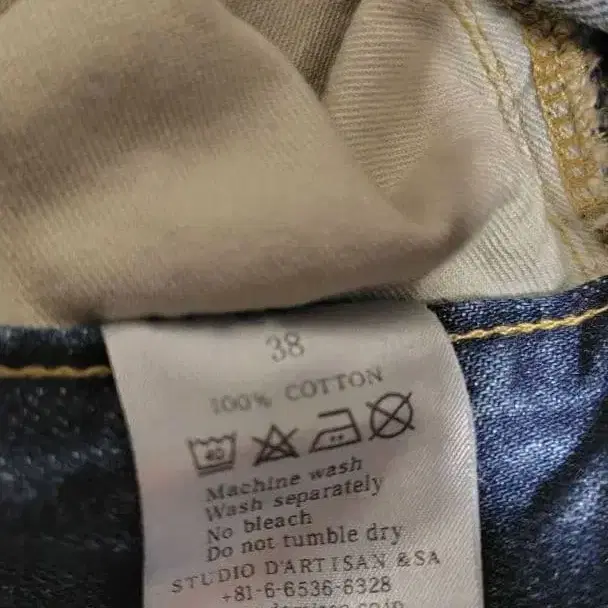 38
100% COTTON
40
Machine wash
Wash separately
No bleach
Do not tumble dry
STUDIO D'ARTISAN & SA
+81-6-6536-6328